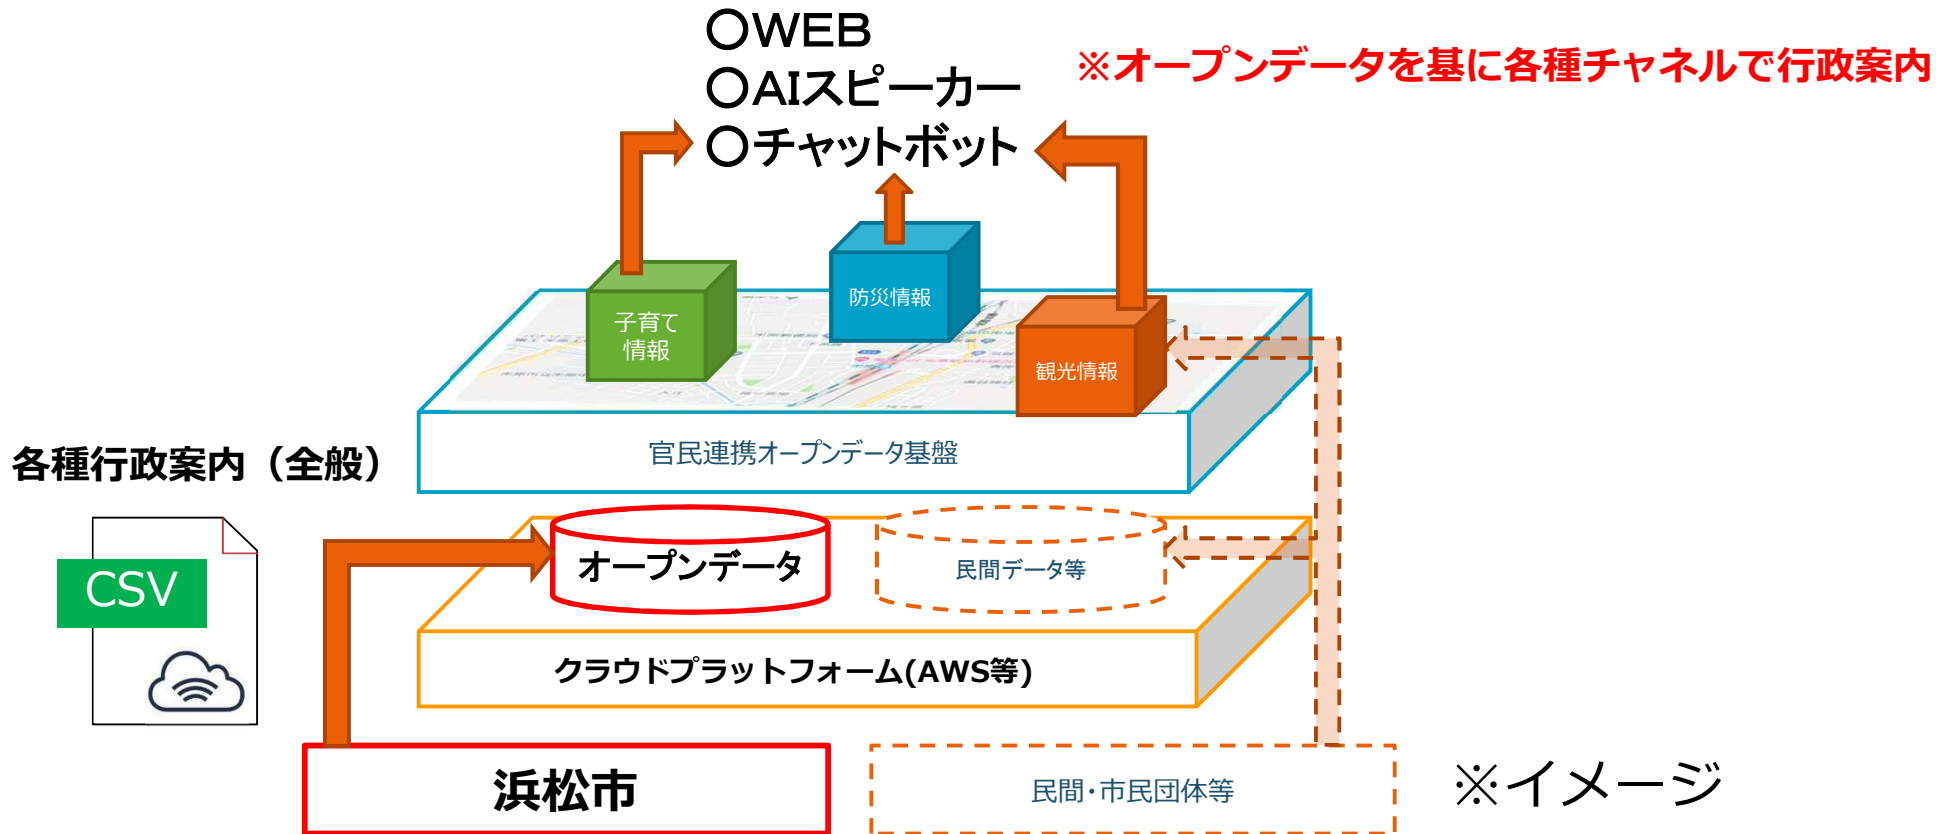 〇WEB
〇AIスピーカー
〇チャットボット
※オープンデータを基に各種チャネルで行政案内
防災情報
子育て
情報
観光情報
官民連携オープンデータ基盤
各種行政案内（全般）
CSV
オープンデータ
民間データ等
クラウドプラットフォーム(AWS等)
浜松市
民間・市民団体等
※イメージ